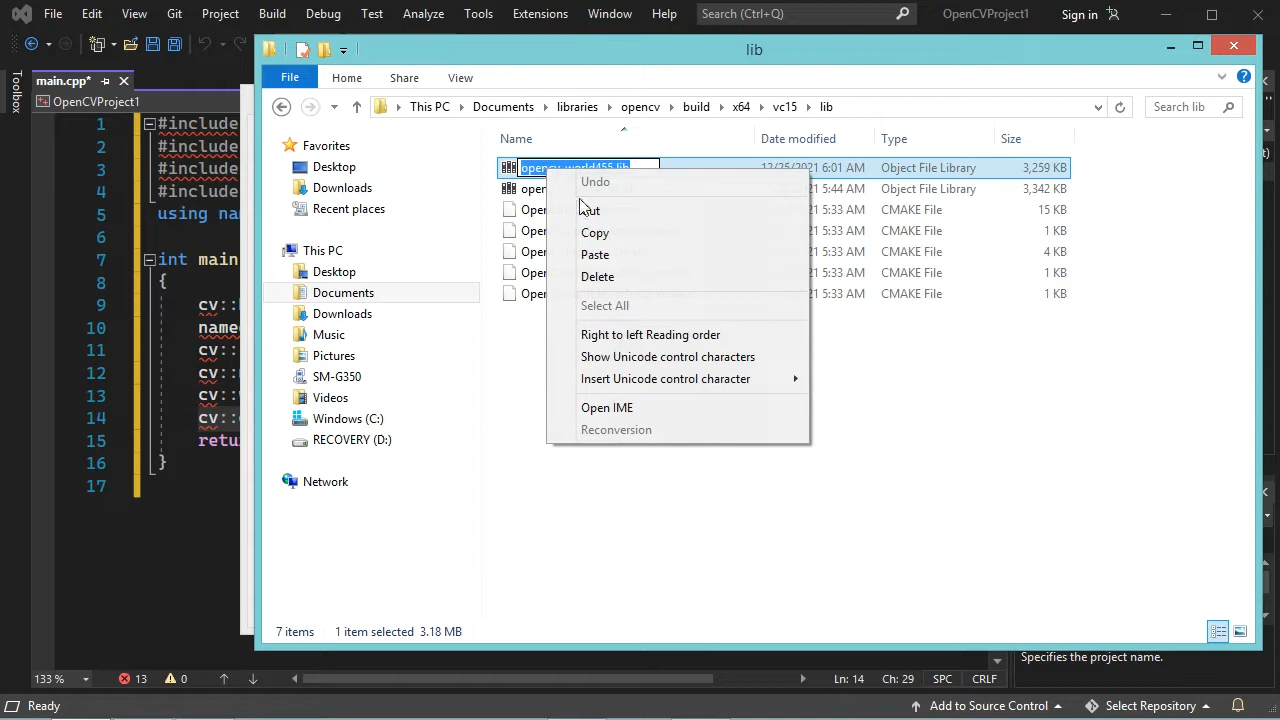 File Edit View Git Project Build Debug Test Analyze Tools Extensions Window Help Search (Ctrl+Q) OpenCVProject1 Sign in
lib
main.cpp*
File Home Share View
OpenCVProject1
This PC Documents libraries opencv build x64 vc15 lib Search lib
Toolbox
Name Date modified Type Size
opencv_world455.lib 12/25/2021 6:01 AM Object File Library 3,259 KB
open 21 5:44 AM Object File Library 3,342 KB
Open 21 5:33 AM CMAKE File 15 KB
Open 21 5:33 AM CMAKE File 1 KB
Open 21 5:33 AM CMAKE File 4 KB
Open 21 5:33 AM CMAKE File 1 KB
Open 21 5:33 AM CMAKE File 1 KB
Undo
Cut
Copy
Paste
Delete
Select All
Right to left Reading order
Show Unicode control characters
Insert Unicode control character
Open IME
Reconversion
Favorites
Desktop
Downloads
Recent places
This PC
Desktop
Documents
Downloads
Music
Pictures
SM-G350
Videos
Windows (C:)
RECOVERY (D:)
Network
1 #include
2 #include
3 #include
4 #include
5 using na
6
7 int main
8 {
9 cv::
10 name
11 cv::
12 cv::
13 cv::
14 cv::
15 retu
16 }
17
7 items 1 item selected 3.18 MB
Specifies the project name.
133 % 13 0 Ln: 14 Ch: 29 SPC CRLF
Ready Add to Source Control Select Repository